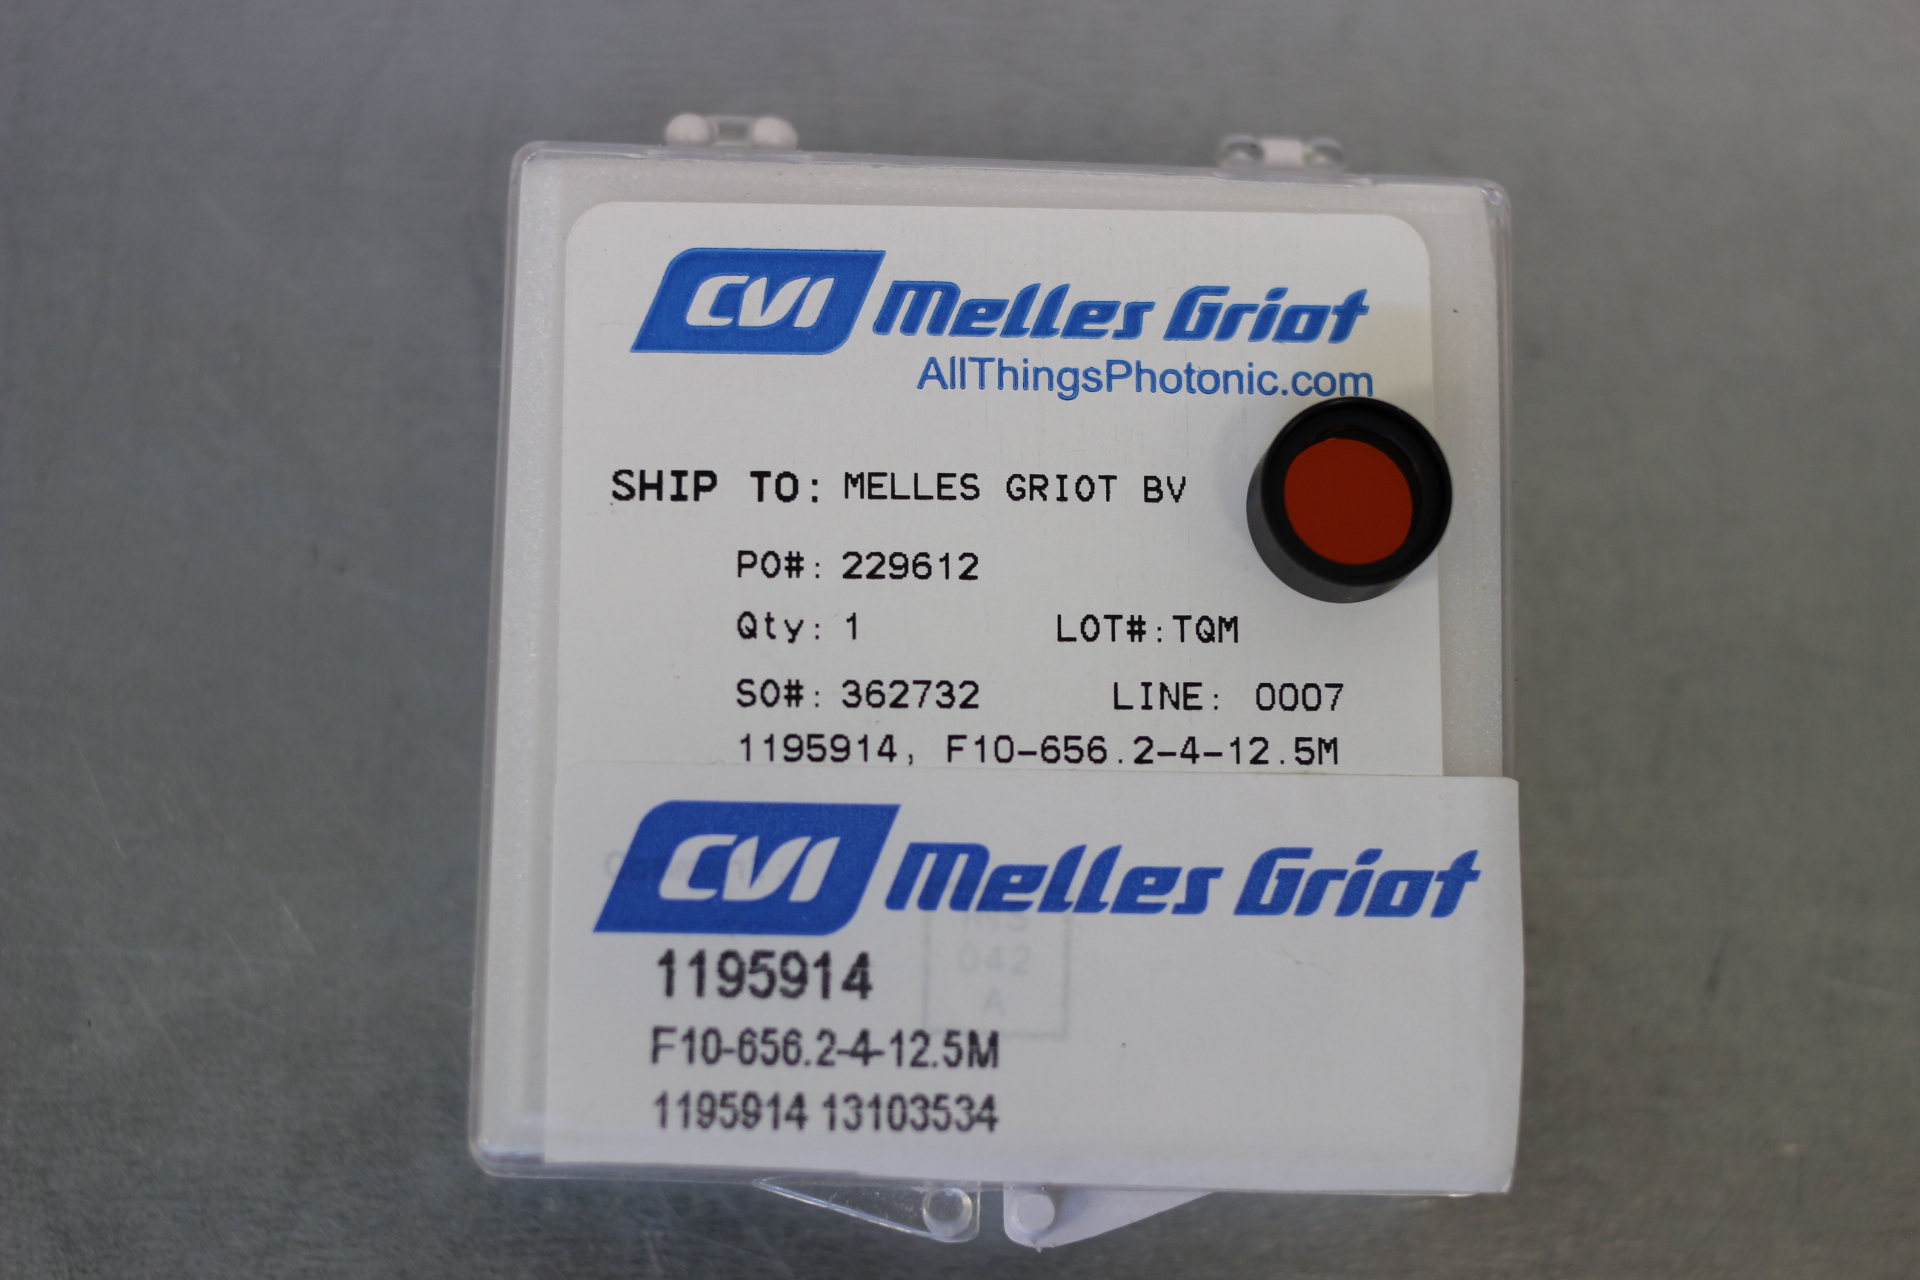 CVI Melles Griot
AllThingsPhotonic.com
SHIP TO: MELLES GRIOT BV
PO#: 229612
Qty: 1 LOT#: TQM
SO#: 362732 LINE: 0007
1195914, F10-656.2-4-12.5M
CVI Melles Griot
1195914
042
A
F10-656.2-4-12.5M
1195914 13103534